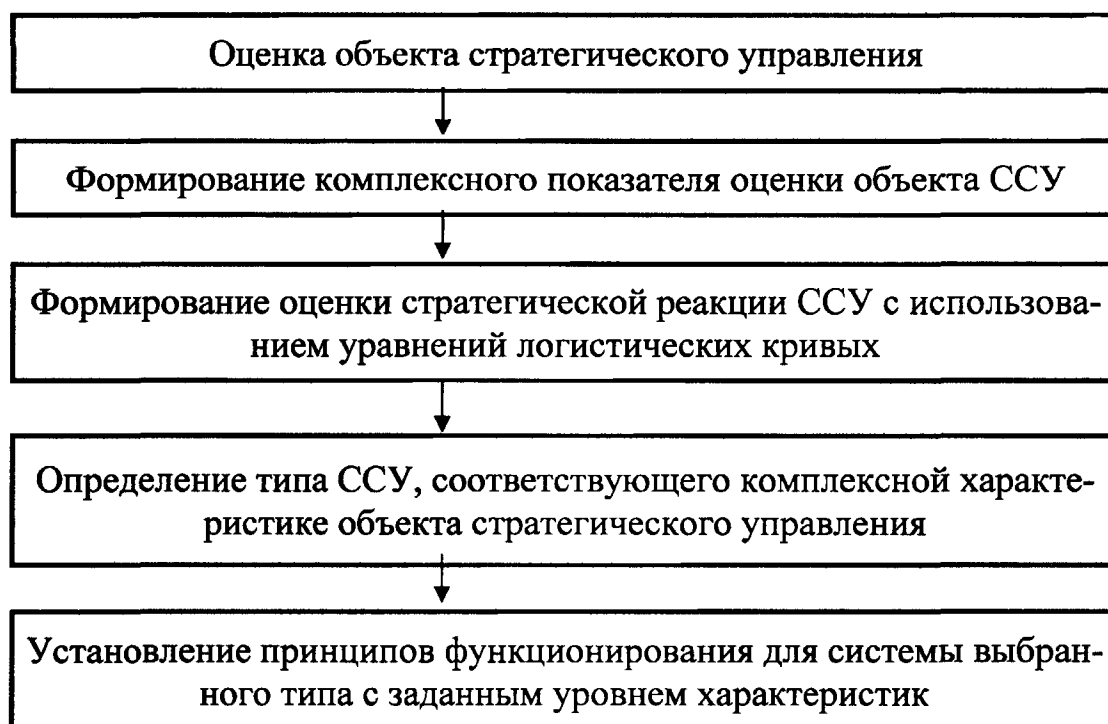 Оценка объекта стратегического управления
Формирование комплексного показателя оценки объекта ССУ
Формирование оценки стратегической реакции ССУ с использова-
нием уравнений логистических кривых
Определение типа ССУ, соответствующего комплексной характе-
ристике объекта стратегического управления
Установление принципов функционирования для системы выбран-
ного типа с заданным уровнем характеристик